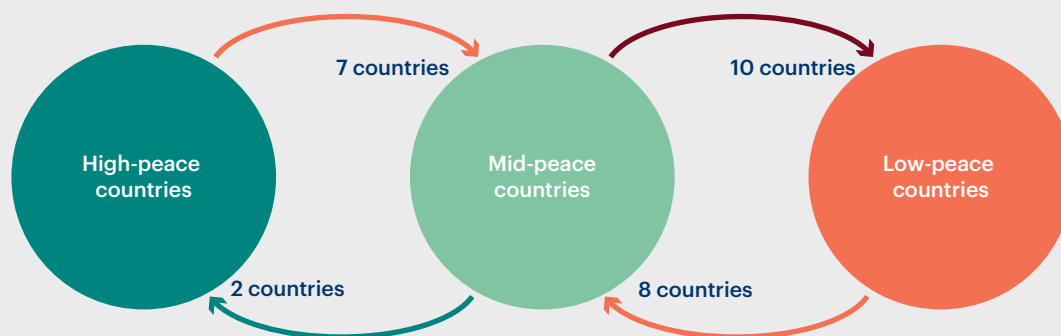 7 countries
10 countries
High-peace
countries
Mid-peace
countries
Low-peace
countries
2 countries
8 countries